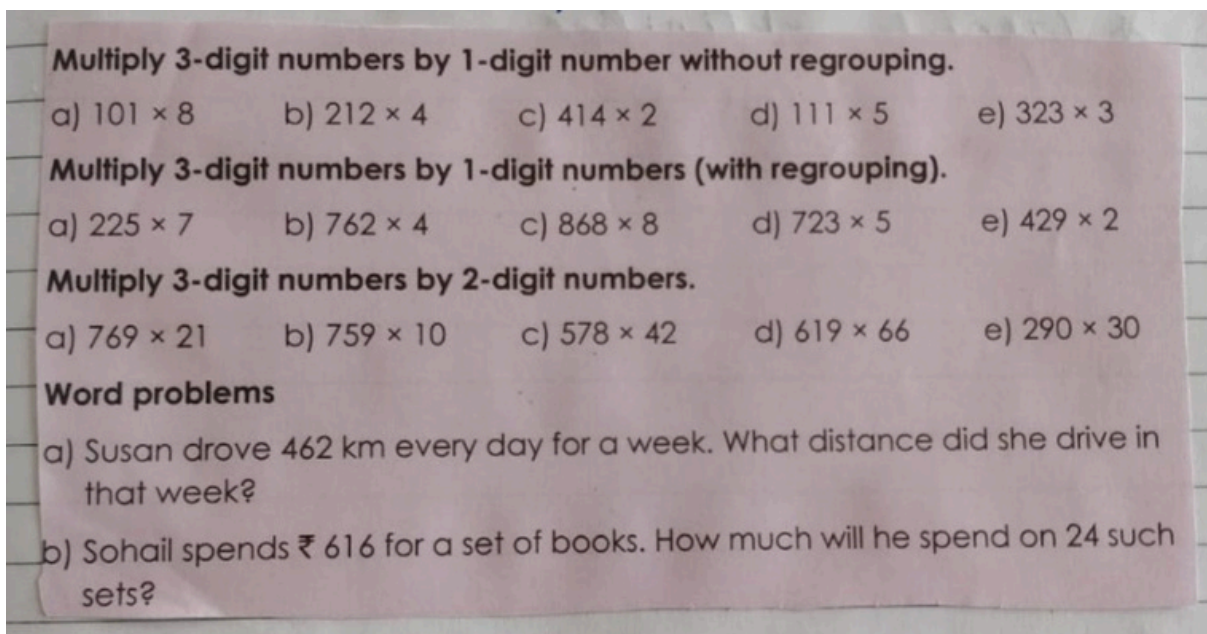 Multiply 3-digit numbers by 1-digit number without regrouping.
a) 101 × 8 b) 212 × 4 c) 414 × 2 d) 111 × 5 e) 323 × 3
Multiply 3-digit numbers by 1-digit numbers (with regrouping).
a) 225 × 7 b) 762 × 4 c) 868 × 8 d) 723 × 5 e) 429 × 2
Multiply 3-digit numbers by 2-digit numbers.
a) 769 × 21 b) 759 × 10 c) 578 × 42 d) 619 × 66 e) 290 × 30
Word problems
a) Susan drove 462 km every day for a week. What distance did she drive in
that week?
b) Sohail spends ₹ 616 for a set of books. How much will he spend on 24 such
sets?